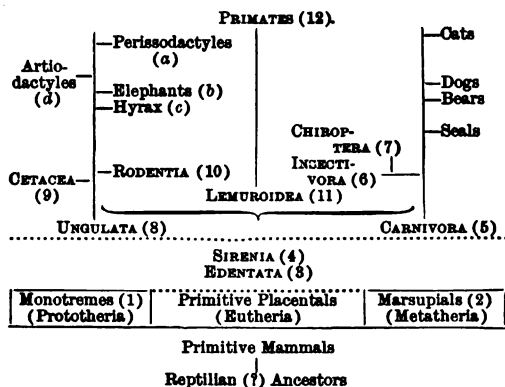 PRIMATES (12).
Perissodactyles
(a)
Cats
Artio-
dactyles
(d)
Elephants (b)
Hyrax (c)
Dogs
Bears
Seals
CHIROP-
TERA (7)
INSECTI-
VORA (6)
RODENTIA (10)
CETACEA
(9)
LEMUROIDEA (11)
UNGULATA (8)
CARNIVORA (5)
SIRENIA (4)
EDENTATA (3)
Monotremes (1)
(Prototheria)
Primitive Placentals
(Eutheria)
Marsupials (2)
(Metatheria)
Primitive Mammals
Reptilian (?) Ancestors